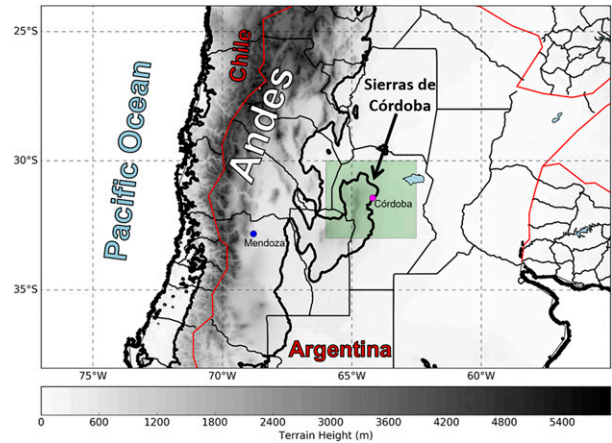 25°S
30°S
35°S
Pacific Ocean
Chile
Andes
Sierras de
Córdoba
Córdoba
Mendoza
Argentina
75°W
70°W
65°W
60°W
0
600
1200
1800
2400
3000
3600
4200
4800
5400
Terrain Height (m)